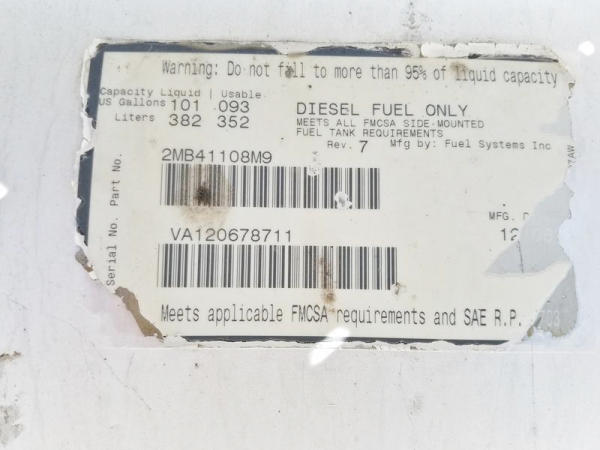 Warning: Do not fill to more than 95% of liquid capacity
Capacity Liquid | Usable
US Gallons 101 093
Liters 382 352
DIESEL FUEL ONLY
MEETS ALL FMCSA SIDE-MOUNTED
FUEL TANK REQUIREMENTS
Rev. 7 Mfg by: Fuel Systems Inc
Part No.
2MB41108M9
Serial No.
VA120678711
MFG.
12
Meets applicable FMCSA requirements and SAE R.P.